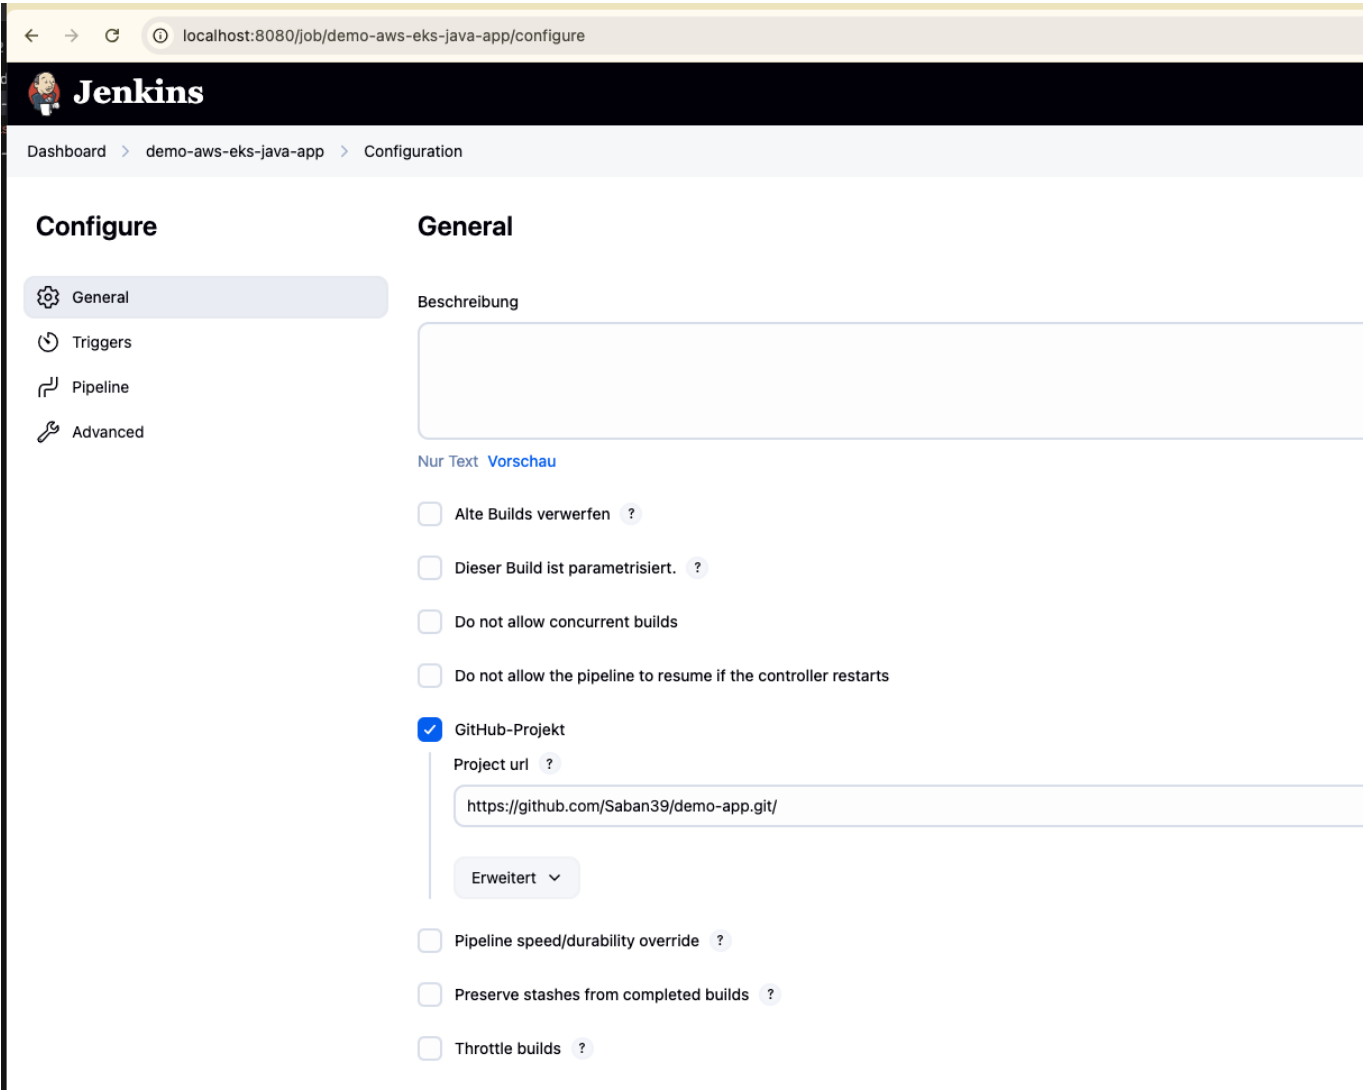 localhost:8080/job/demo-aws-eks-java-app/configure
Jenkins
Dashboard > demo-aws-eks-java-app > Configuration
Configure
General
Triggers
Pipeline
Advanced
General
Beschreibung
Nur Text Vorschau
Alte Builds verwerfen ?
Dieser Build ist parametrisiert. ?
Do not allow concurrent builds
Do not allow the pipeline to resume if the controller restarts
GitHub-Projekt
Project url ?
https://github.com/Saban39/demo-app.git/
Erweitert
Pipeline speed/durability override ?
Preserve stashes from completed builds ?
Throttle builds ?